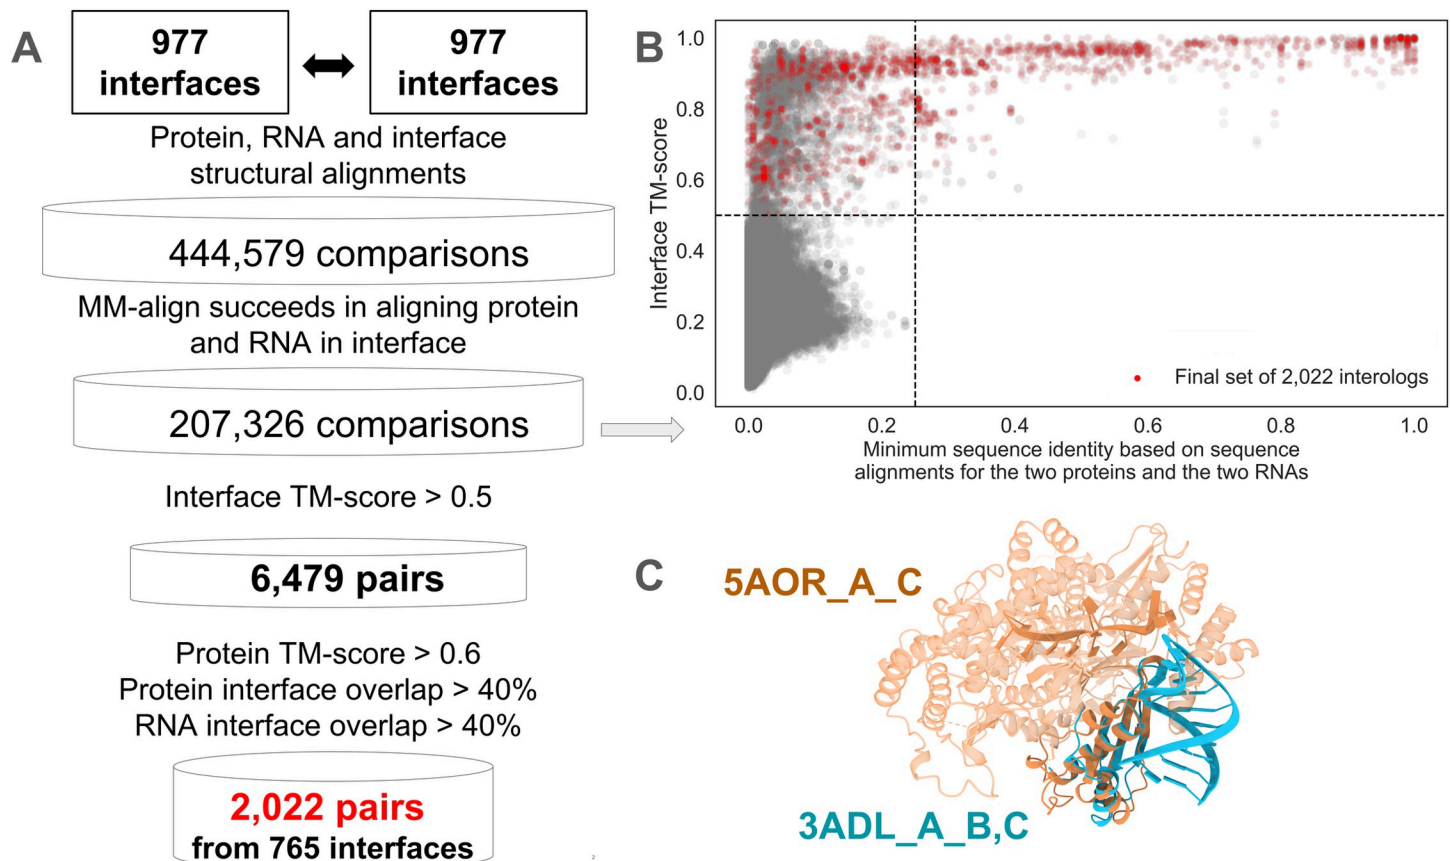 A
977
interfaces
977
interfaces
Protein, RNA and interface
structural alignments
444,579 comparisons
MM-align succeeds in aligning protein
and RNA in interface
207,326 comparisons
Interface TM-score > 0.5
6,479 pairs
Protein TM-score > 0.6
Protein interface overlap > 40%
RNA interface overlap > 40%
2,022 pairs
from 765 interfaces
2
B
Interface TM-score
1.0
0.8
0.6
0.4
0.2
0.0
Final set of 2,022 interologs
0.0 0.2 0.4 0.6 0.8 1.0
Minimum sequence identity based on sequence
alignments for the two proteins and the two RNAs
C
5AOR_A_C
3ADL_A_B,C